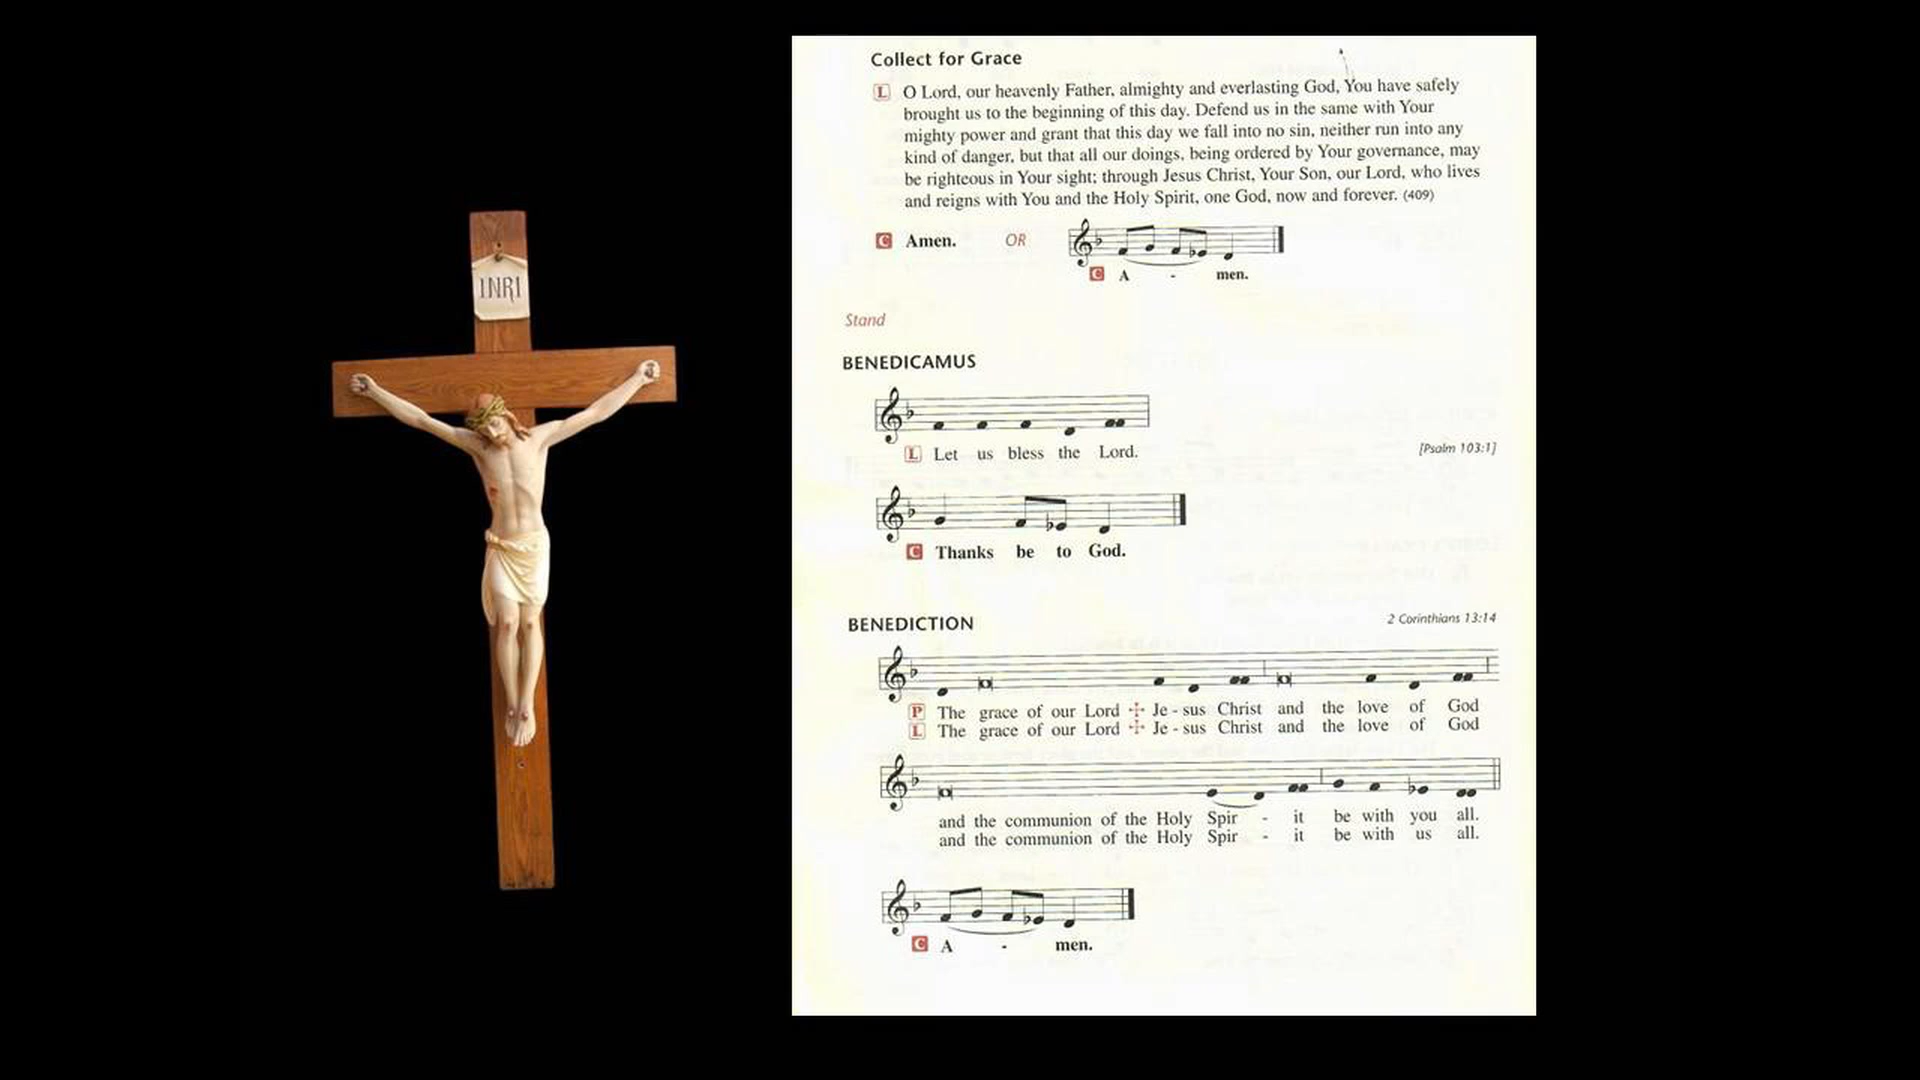 INRI
Collect for Grace
L O Lord, our heavenly Father, almighty and everlasting God, You have safely
brought us to the beginning of this day. Defend us in the same with Your
mighty power and grant that this day we fall into no sin, neither run into any
kind of danger, but that all our doings, being ordered by Your governance, may
be righteous in Your sight; through Jesus Christ, Your Son, our Lord, who lives
and reigns with You and the Holy Spirit, one God, now and forever. (409)
C Amen. OR
C A - men.
Stand
BENEDICAMUS
L Let us bless the Lord.
[Psalm 103:1]
C Thanks be to God.
BENEDICTION
2 Corinthians 13:14
P The grace of our Lord ✢ Je - sus Christ and the love of God
L The grace of our Lord ✢ Je - sus Christ and the love of God
and the communion of the Holy Spir - it be with you all.
and the communion of the Holy Spir - it be with us all.
C A - men.